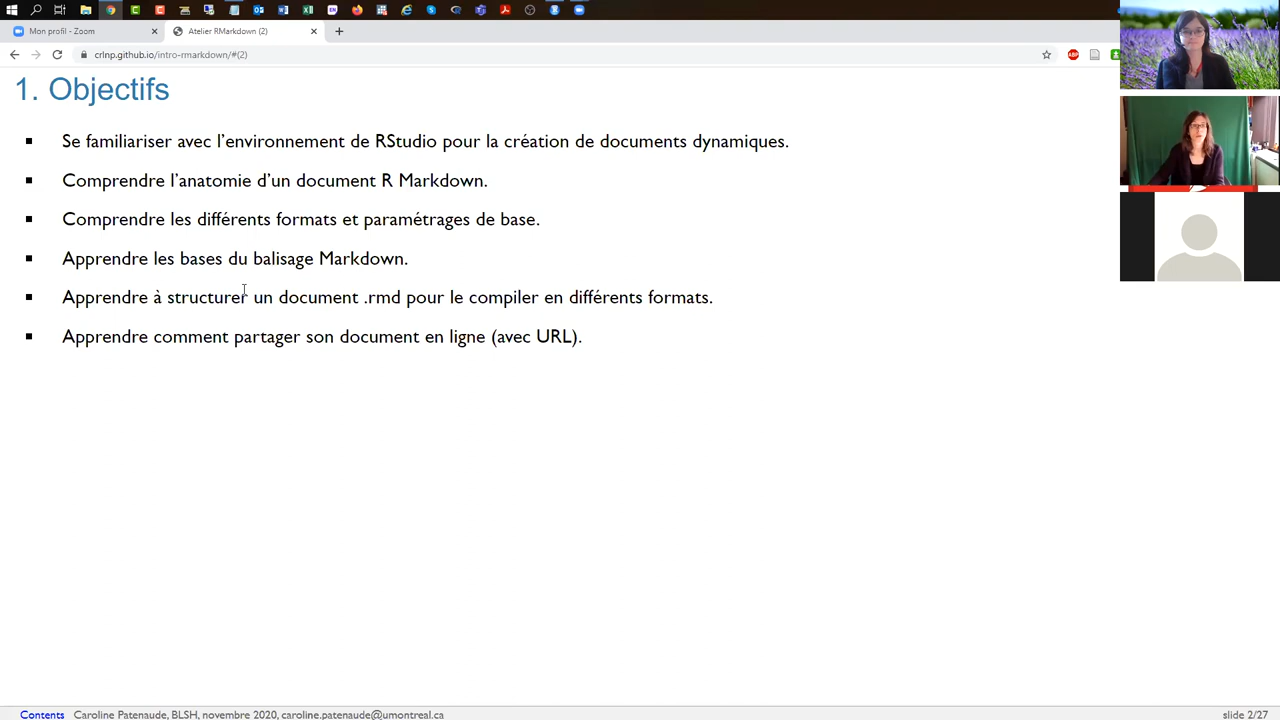 Mon profil - Zoom
Atelier RMarkdown (2)
crlnp.github.io/intro-rmarkdown/#(2)
ABP
1. Objectifs
Se familiariser avec l'environnement de RStudio pour la création de documents dynamiques.
Comprendre l'anatomie d'un document R Markdown.
Comprendre les différents formats et paramétrages de base.
Apprendre les bases du balisage Markdown.
Apprendre à structurer un document .rmd pour le compiler en différents formats.
Apprendre comment partager son document en ligne (avec URL).
Contents Caroline Patenaude, BLSH, novembre 2020, caroline.patenaude@umontreal.ca
slide 2/27